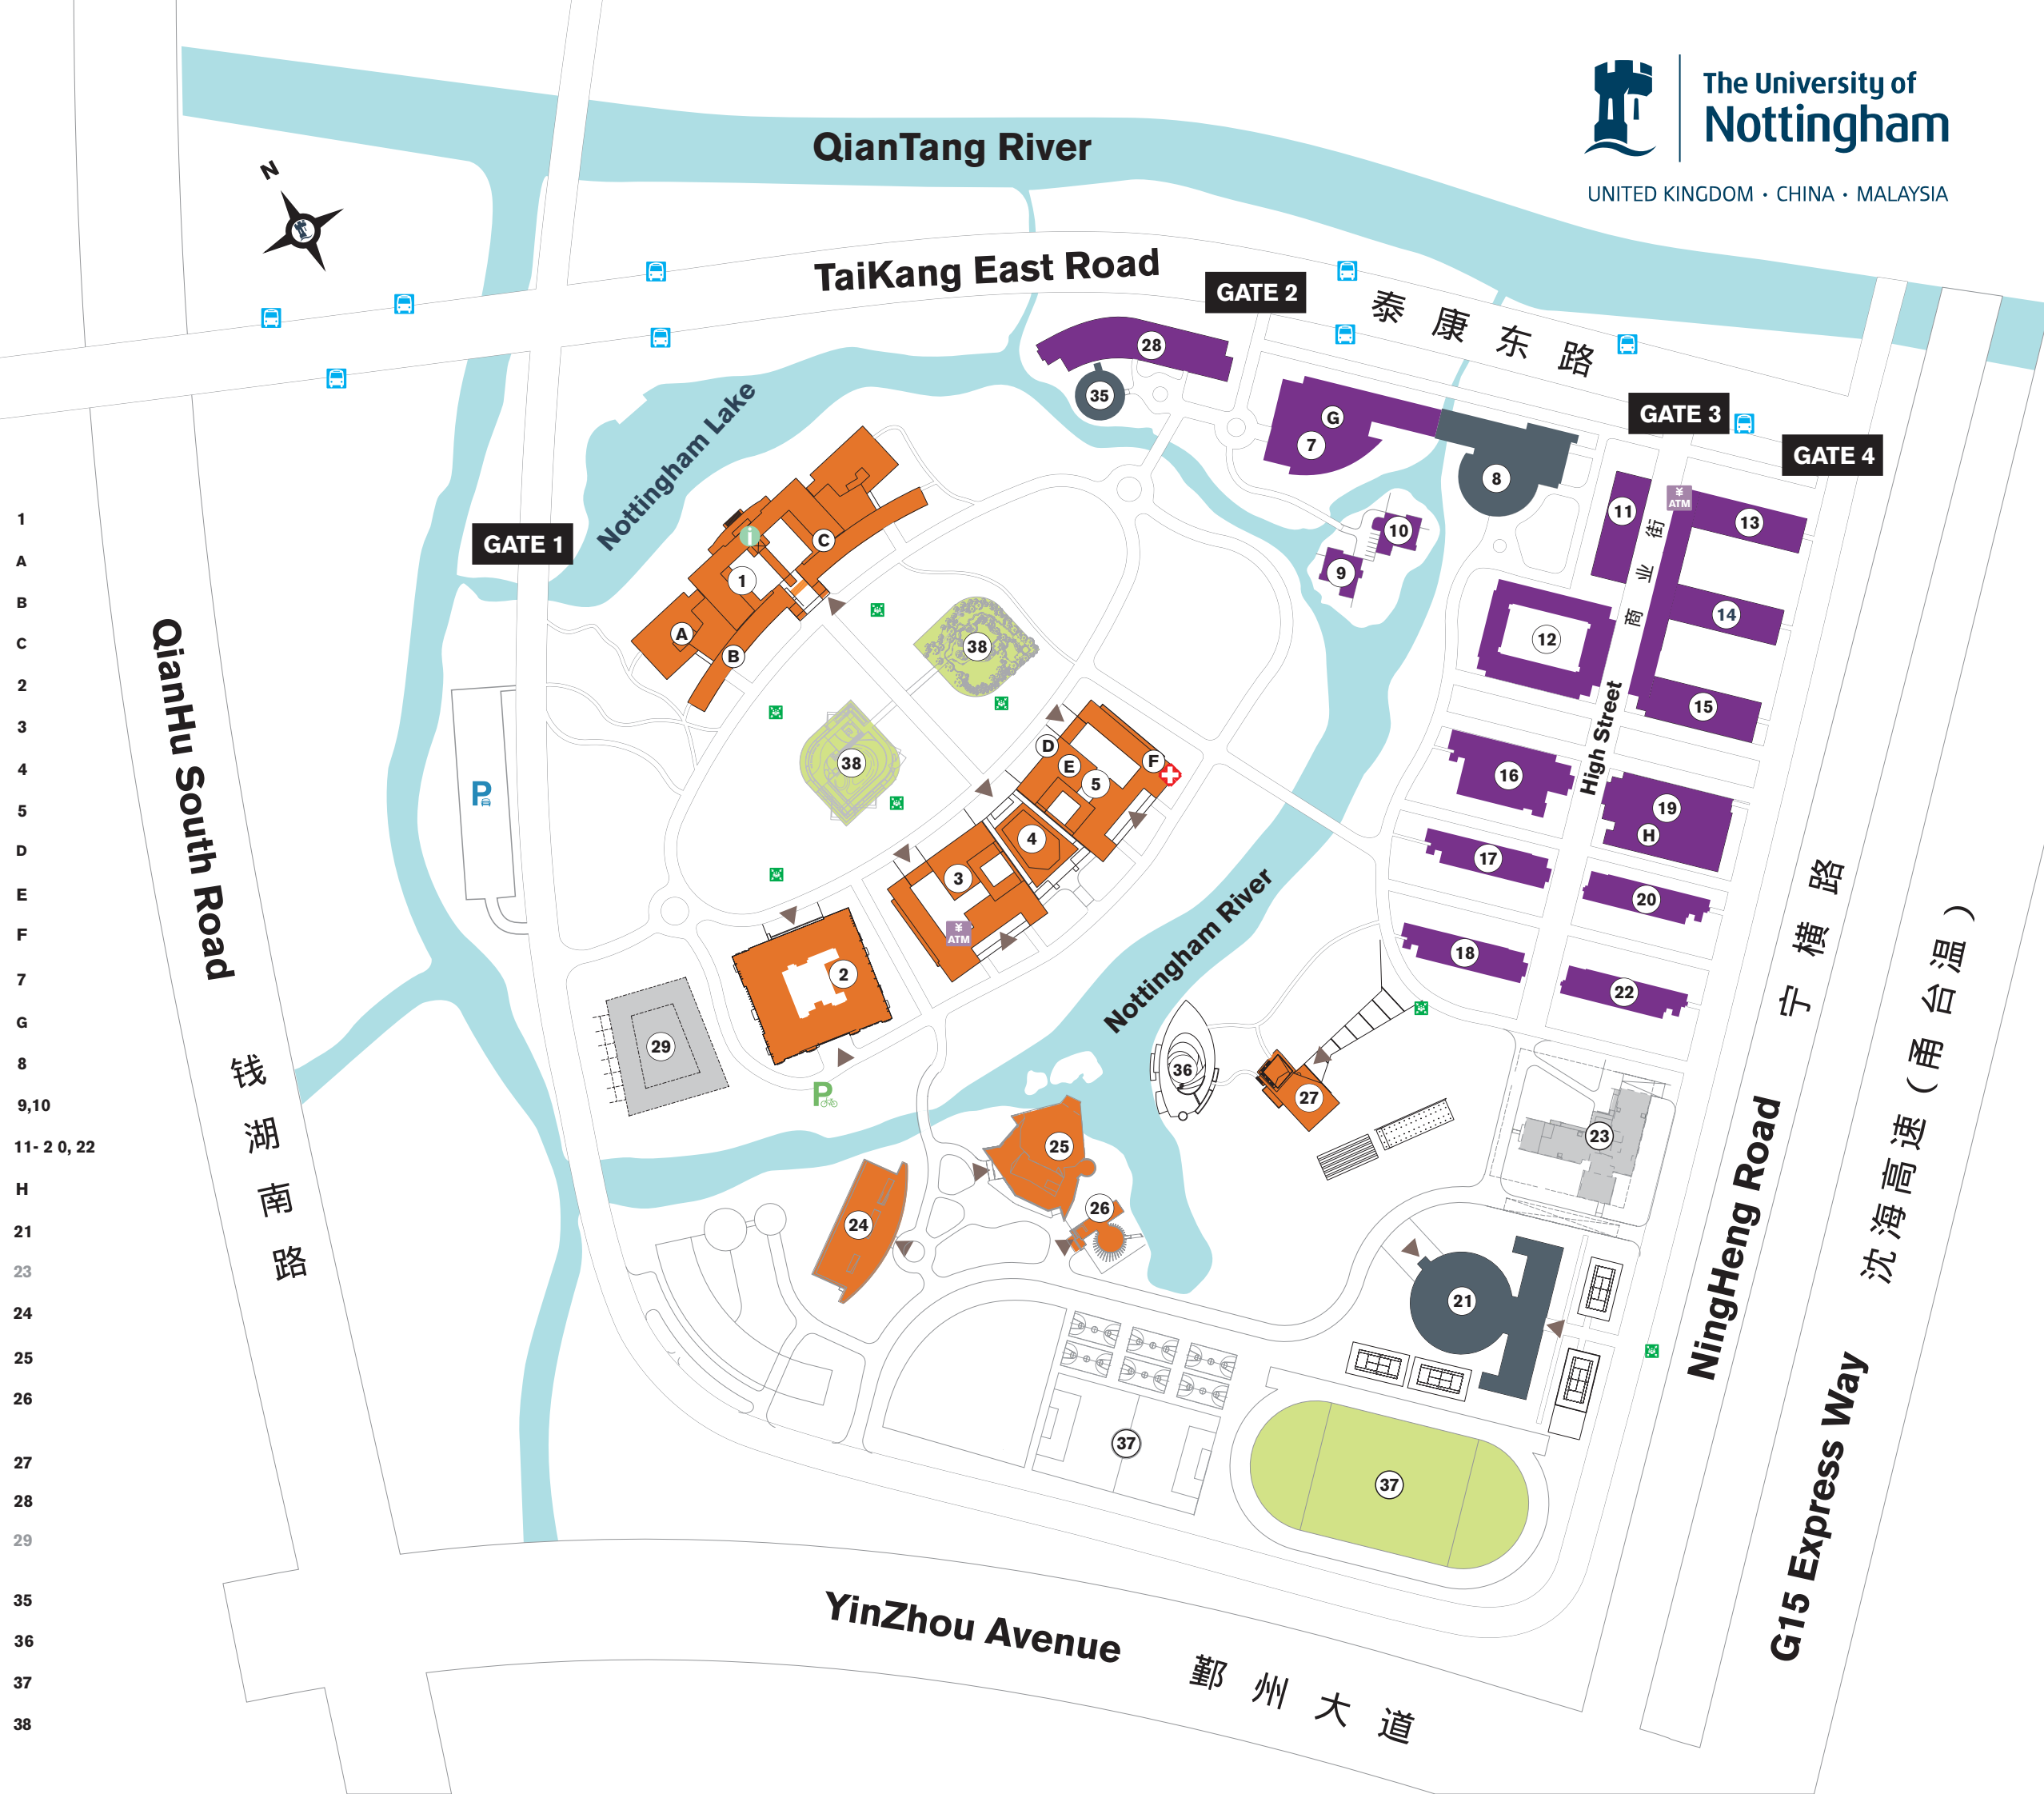 The University of
Nottingham
UNITED KINGDOM · CHINA · MALAYSIA
QianTang River
N
TaiKang East Road
泰康东路
GATE 2
GATE 3
GATE 4
GATE 1
Nottingham Lake
QianHu South Road
钱湖南路
Nottingham River
High Street
商业街
NingHeng Road
宁横路
G15 Express Way
沈海高速（甬台温）
YinZhou Avenue
鄞州大道
28
35
G
7
8
10
9
11
¥
ATM
13
14
12
15
16
19
H
17
20
18
22
23
i
C
1
A
B
38
38
D
E
5
F
4
3
¥
ATM
2
29
P
P
36
27
25
26
24
21
37
37
1
A
B
C
2
3
4
5
D
E
F
7
G
8
9,10
11- 2 0, 22
H
21
23
24
25
26
27
28
29
35
36
37
38